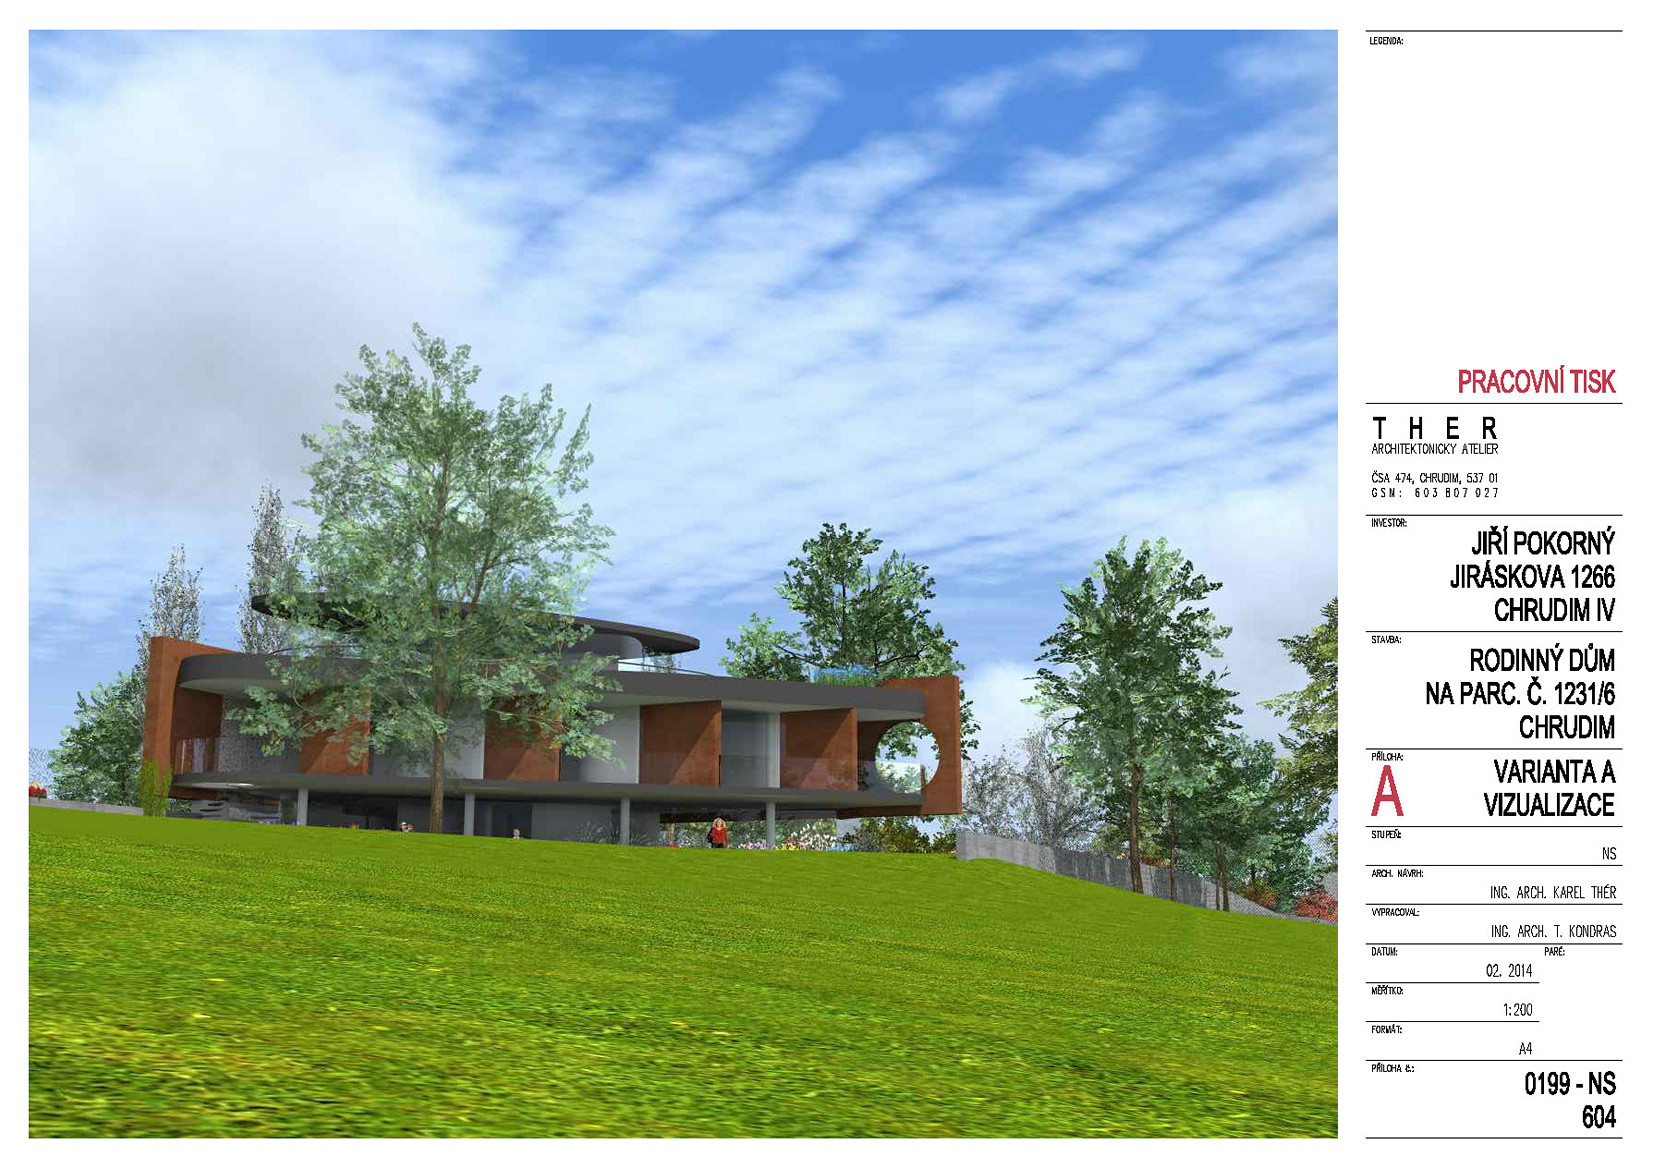 LEGENDA:
PRACOVNÍ TISK
THER
ARCHITEKTONICKY ATELIER
ČSA 474, CHRUDIM, 537 01
GSM: 603 807 027
INVESTOR:
JIŘÍ POKORNÝ
JIRÁSKOVA 1266
CHRUDIM IV
STAVBA:
RODINNÝ DŮM
NA PARC. Č. 1231/6
CHRUDIM
PŘÍLOHA:
A
VARIANTA A
VIZUALIZACE
STUPEŇ:
NS
ARCH. NÁVRH:
ING. ARCH. KAREL THÉR
VYPRACOVAL:
ING. ARCH. T. KONDRAS
DATUM: PARÉ:
02. 2014
MĚŘÍTKO:
1:200
FORMÁT:
A4
PŘÍLOHA č.:
0199 - NS
604